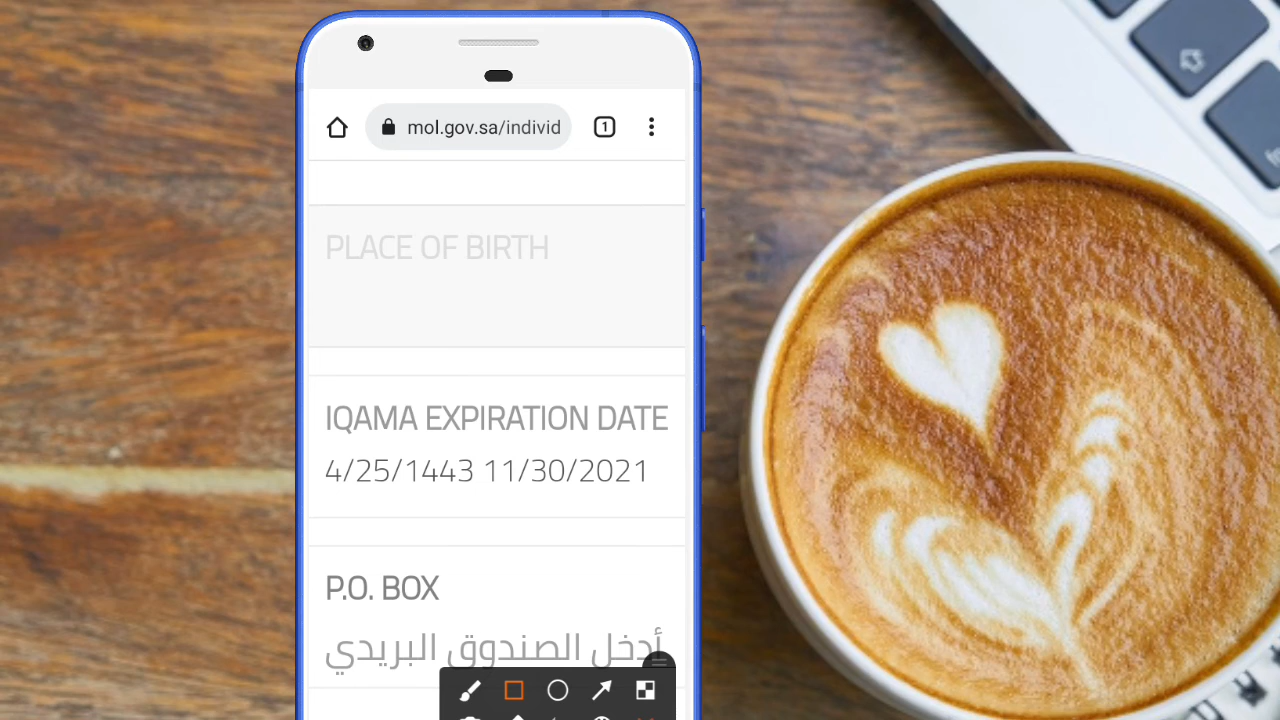 mol.gov.sa/individ
1
PLACE OF BIRTH
IQAMA EXPIRATION DATE
4/25/1443 11/30/2021
P.O. BOX
أدخل الصندوق البريدي